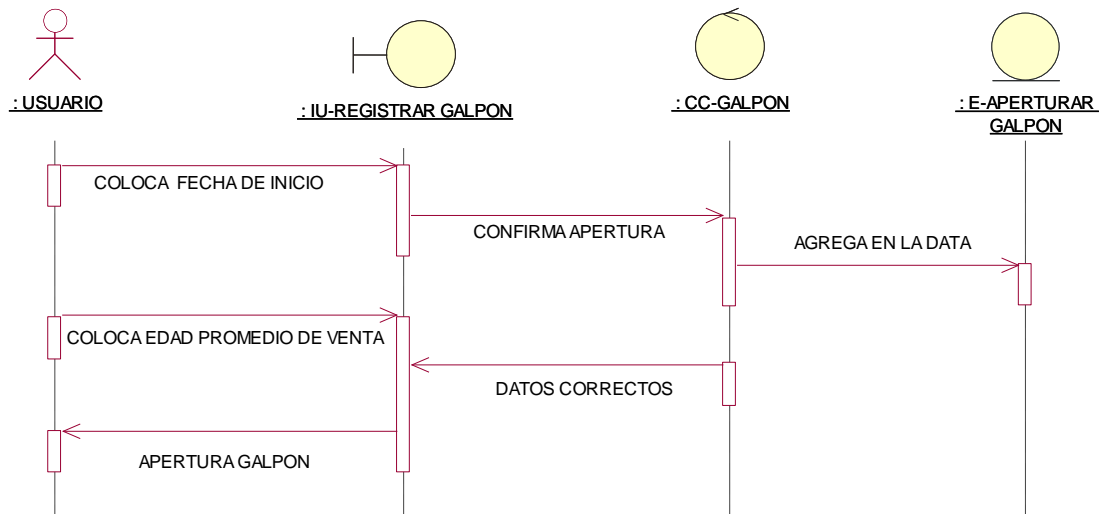 : USUARIO
: IU-REGISTRAR GALPON
: CC-GALPON
: E-APERTURAR
GALPON
COLOCA FECHA DE INICIO
CONFIRMA APERTURA
AGREGA EN LA DATA
COLOCA EDAD PROMEDIO DE VENTA
DATOS CORRECTOS
APERTURA GALPON